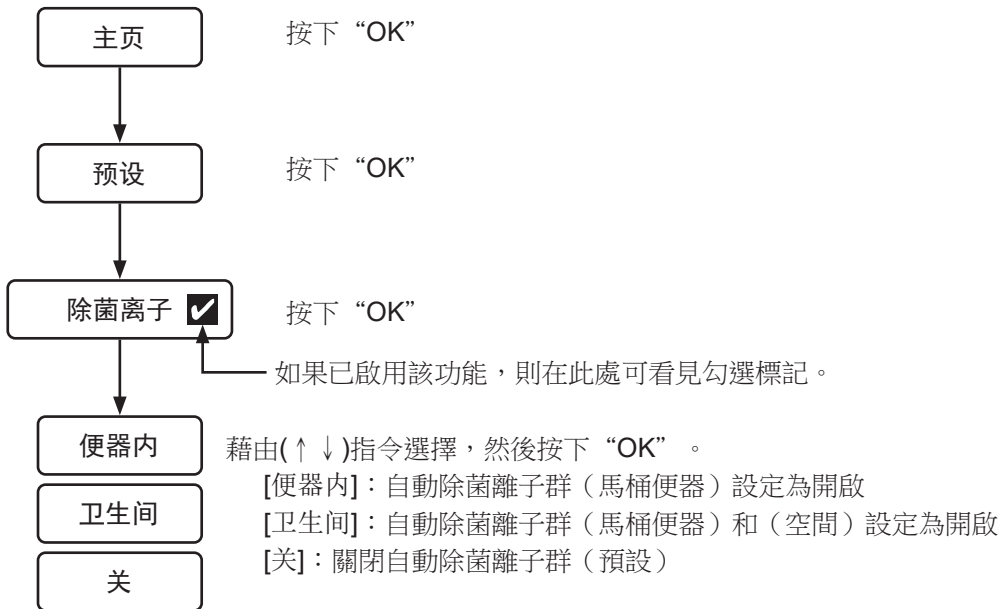 主页 按下“OK”
预设 按下“OK”
除菌离子 ✔ 按下“OK”
如果已啟用該功能，則在此處可看見勾選標記。
便器内 藉由(↑↓)指令選擇，然後按下“OK”。
[便器内]：自動除菌離子群（馬桶便器）設定為開啟
卫生间 [卫生间]：自動除菌離子群（馬桶便器）和（空間）設定為開啟
关 [关]：關閉自動除菌離子群（預設）